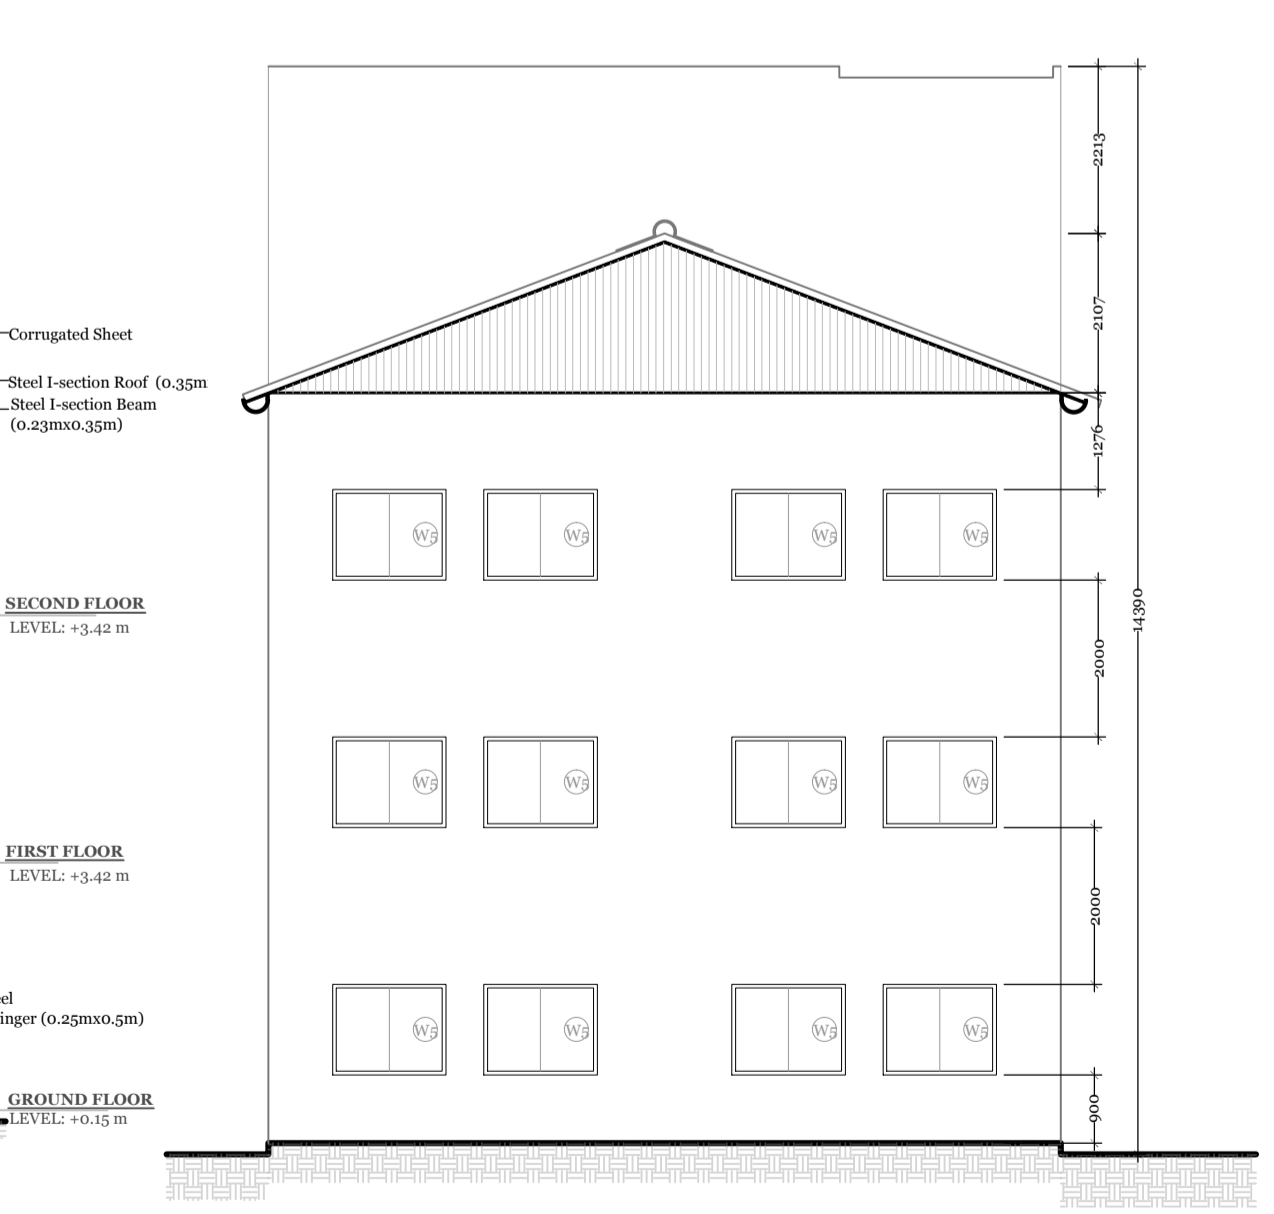 2213
2107
Corrugated Sheet
Steel I-section Roof (0.35m
Steel I-section Beam
(0.23mx0.35m)
1276
W5 W5 W5 W5
SECOND FLOOR
LEVEL: +3.42 m
14390
2000
W5 W5 W5 W5
FIRST FLOOR
LEVEL: +3.42 m
2000
eel
inger (0.25mx0.5m)
W5 W5 W5 W5
GROUND FLOOR
LEVEL: +0.15 m
900